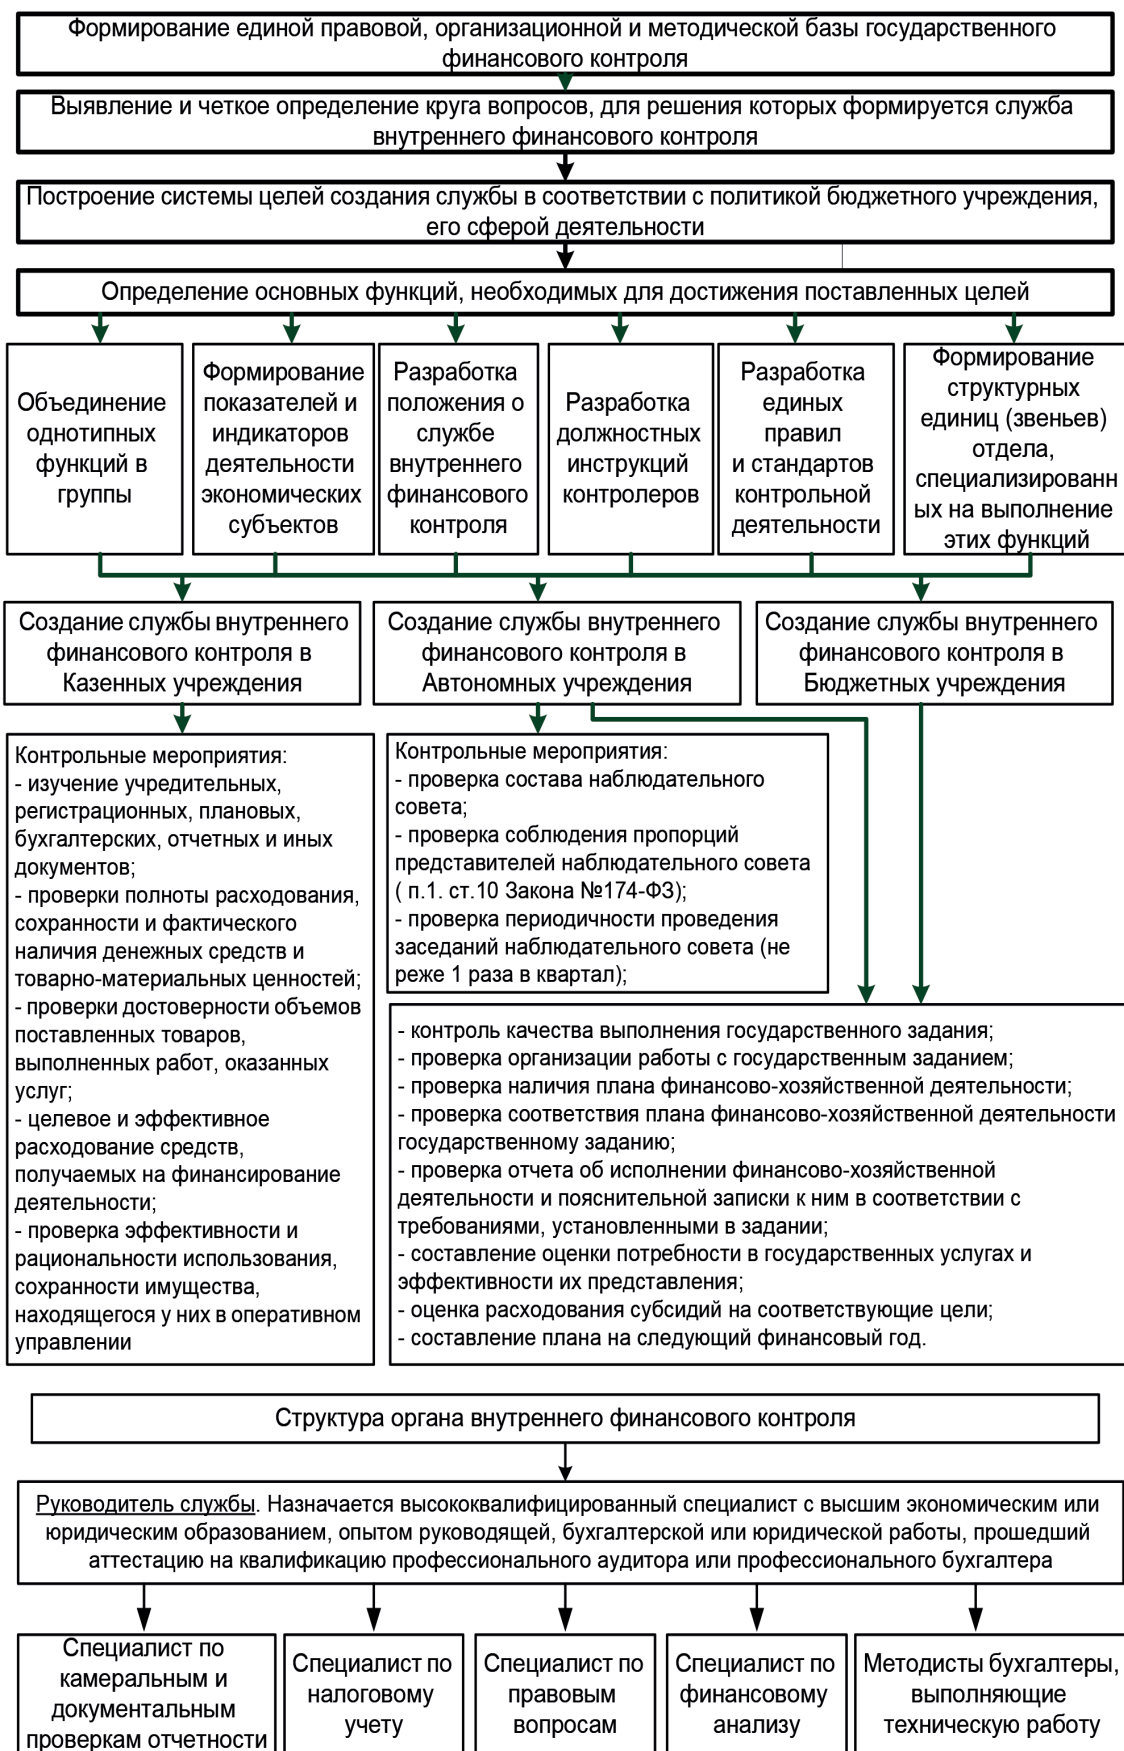 Формирование единой правовой, организационной и методической базы государственного
финансового контроля
Выявление и четкое определение круга вопросов, для решения которых формируется служба
внутреннего финансового контроля
Построение системы целей создания службы в соответствии с политикой бюджетного учреждения,
его сферой деятельности
Определение основных функций, необходимых для достижения поставленных целей
Объединение
однотипных
функций в
группы
Формирование
показателей и
индикаторов
деятельности
экономических
субъектов
Разработка
положения о
службе
внутреннего
финансового
контроля
Разработка
должностных
инструкций
контролеров
Разработка
единых
правил
и стандартов
контрольной
деятельности
Формирование
структурных
единиц (звеньев)
отдела,
специализированн
ых на выполнение
этих функций
Создание службы внутреннего
финансового контроля в
Казенных учреждения
Создание службы внутреннего
финансового контроля в
Автономных учреждения
Создание службы внутреннего
финансового контроля в
Бюджетных учреждения
Контрольные мероприятия:
- изучение учредительных,
регистрационных, плановых,
бухгалтерских, отчетных и иных
документов;
- проверки полноты расходования,
сохранности и фактического
наличия денежных средств и
товарно-материальных ценностей;
- проверки достоверности объемов
поставленных товаров,
выполненных работ, оказанных
услуг;
- целевое и эффективное
расходование средств,
получаемых на финансирование
деятельности;
- проверка эффективности и
рациональности использования,
сохранности имущества,
находящегося у них в оперативном
управлении
Контрольные мероприятия:
- проверка состава наблюдательного
совета;
- проверка соблюдения пропорций
представителей наблюдательного совета
( п.1. ст.10 Закона №174-ФЗ);
- проверка периодичности проведения
заседаний наблюдательного совета (не
реже 1 раза в квартал);
- контроль качества выполнения государственного задания;
- проверка организации работы с государственным заданием;
- проверка наличия плана финансово-хозяйственной деятельности;
- проверка соответствия плана финансово-хозяйственной деятельности
государственному заданию;
- проверка отчета об исполнении финансово-хозяйственной
деятельности и пояснительной записки к ним в соответствии с
требованиями, установленными в задании;
- составление оценки потребности в государственных услугах и
эффективности их представления;
- оценка расходования субсидий на соответствующие цели;
- составление плана на следующий финансовый год.
Структура органа внутреннего финансового контроля
Руководитель службы. Назначается высококвалифицированный специалист с высшим экономическим или
юридическим образованием, опытом руководящей, бухгалтерской или юридической работы, прошедший
аттестацию на квалификацию профессионального аудитора или профессионального бухгалтера
Специалист по
камеральным и
документальным
проверкам отчетности
Специалист по
налоговому
учету
Специалист по
правовым
вопросам
Специалист по
финансовому
анализу
Методисты бухгалтеры,
выполняющие
техническую работу